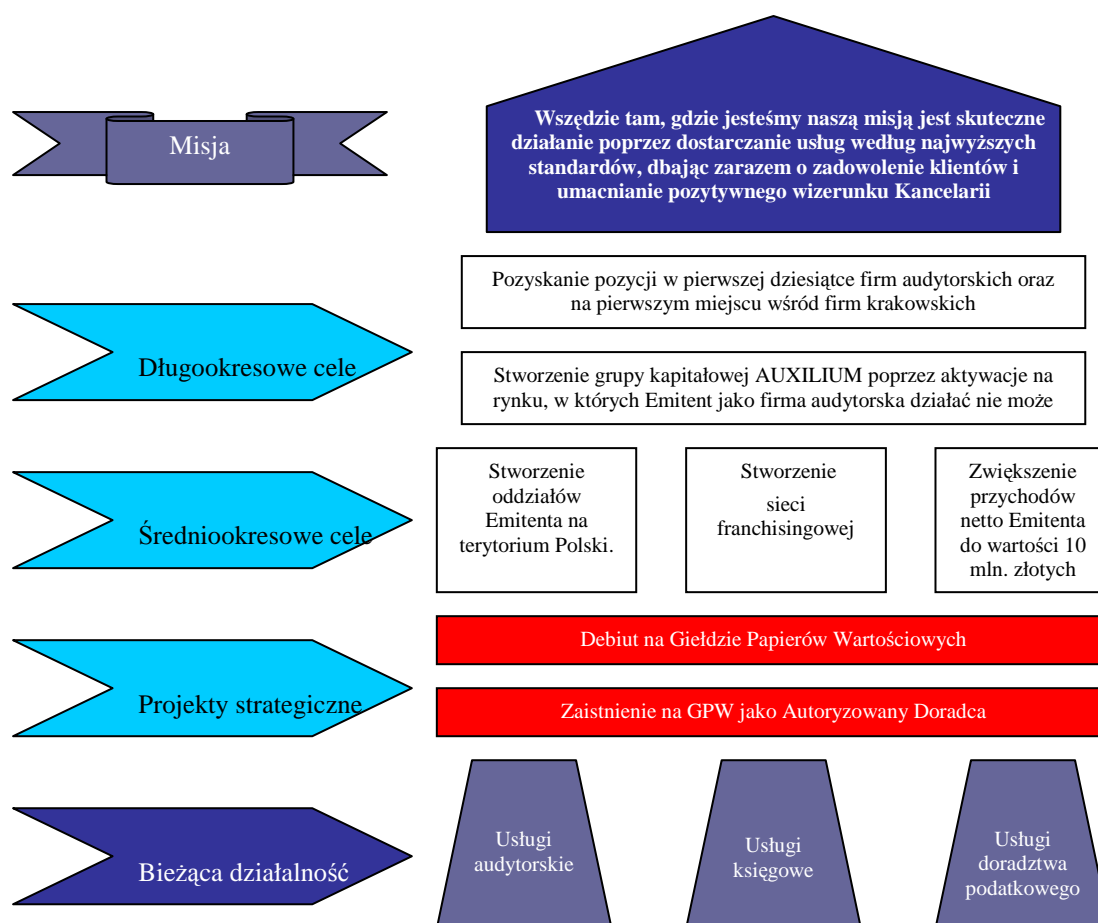 Misja
Wszędzie tam, gdzie jesteśmy naszą misją jest skuteczne
działanie poprzez dostarczanie usług według najwyższych
standardów, dbając zarazem o zadowolenie klientów i
umacnianie pozytywnego wizerunku Kancelarii
Długookresowe cele
Pozyskanie pozycji w pierwszej dziesiątce firm audytorskich oraz
na pierwszym miejscu wśród firm krakowskich
Stworzenie grupy kapitałowej AUXILIUM poprzez aktywacje na
rynku, w których Emitent jako firma audytorska działać nie może
Średniookresowe cele
Stworzenie
oddziałów
Emitenta na
terytorium Polski.
Stworzenie
sieci
franchisingowej
Zwiększenie
przychodów
netto Emitenta
do wartości 10
mln. złotych
Projekty strategiczne
Debiut na Giełdzie Papierów Wartościowych
Zaistnienie na GPW jako Autoryzowany Doradca
Bieżąca działalność
Usługi
audytorskie
Usługi
księgowe
Usługi
doradztwa
podatkowego